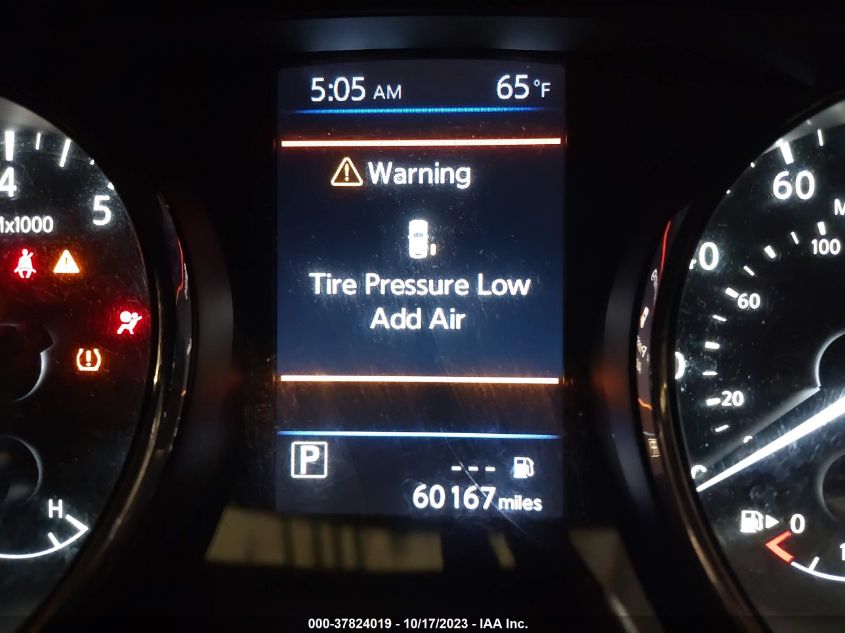 5:05 AM 65°F
Warning
Tire Pressure Low
Add Air
P
---
60167 miles
4
5
x1000
H
60
40
100
60
20
0
000-37824019 - 10/17/2023 - IAA Inc.